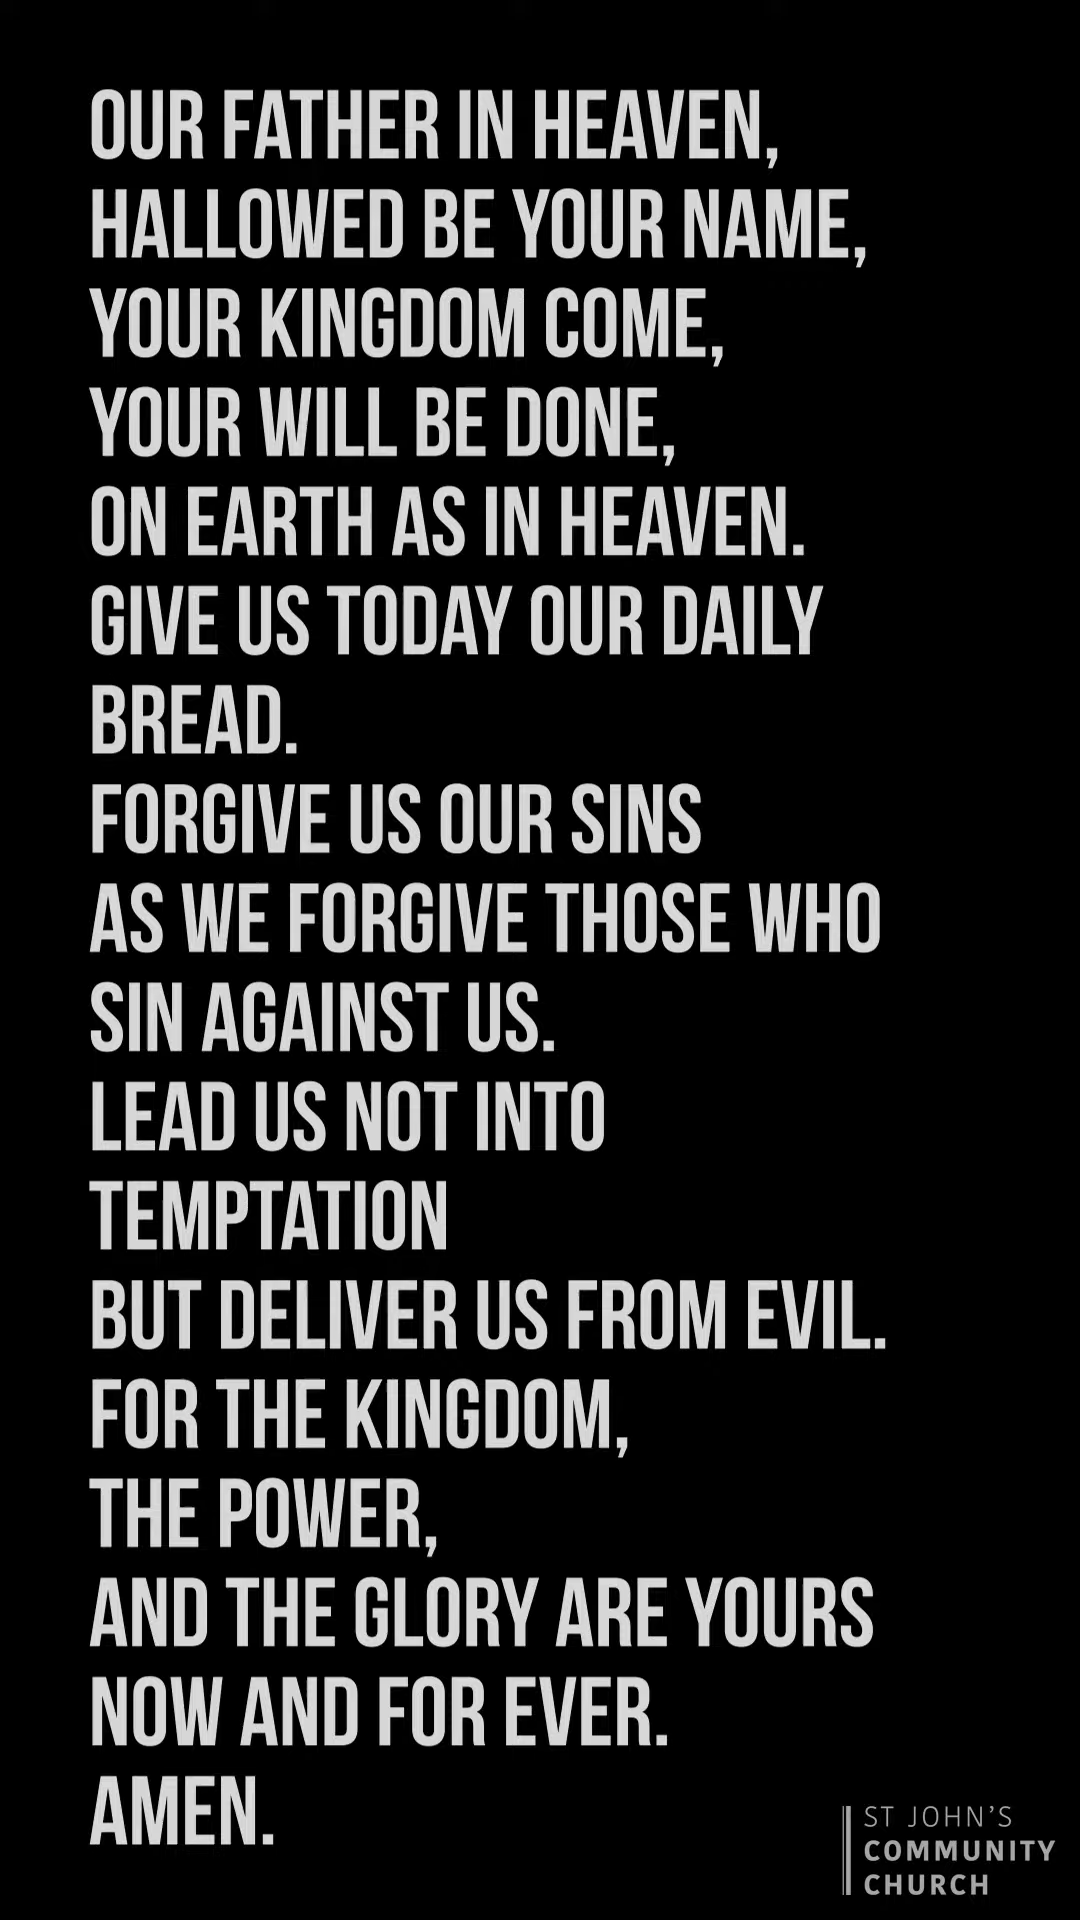 OUR FATHER IN HEAVEN,
HALLOWED BE YOUR NAME,
YOUR KINGDOM COME,
YOUR WILL BE DONE,
ON EARTH AS IN HEAVEN.
GIVE US TODAY OUR DAILY
BREAD.
FORGIVE US OUR SINS
AS WE FORGIVE THOSE WHO
SIN AGAINST US.
LEAD US NOT INTO
TEMPTATION
BUT DELIVER US FROM EVIL.
FOR THE KINGDOM,
THE POWER,
AND THE GLORY ARE YOURS
NOW AND FOR EVER.
AMEN.
ST JOHN'S
COMMUNITY
CHURCH